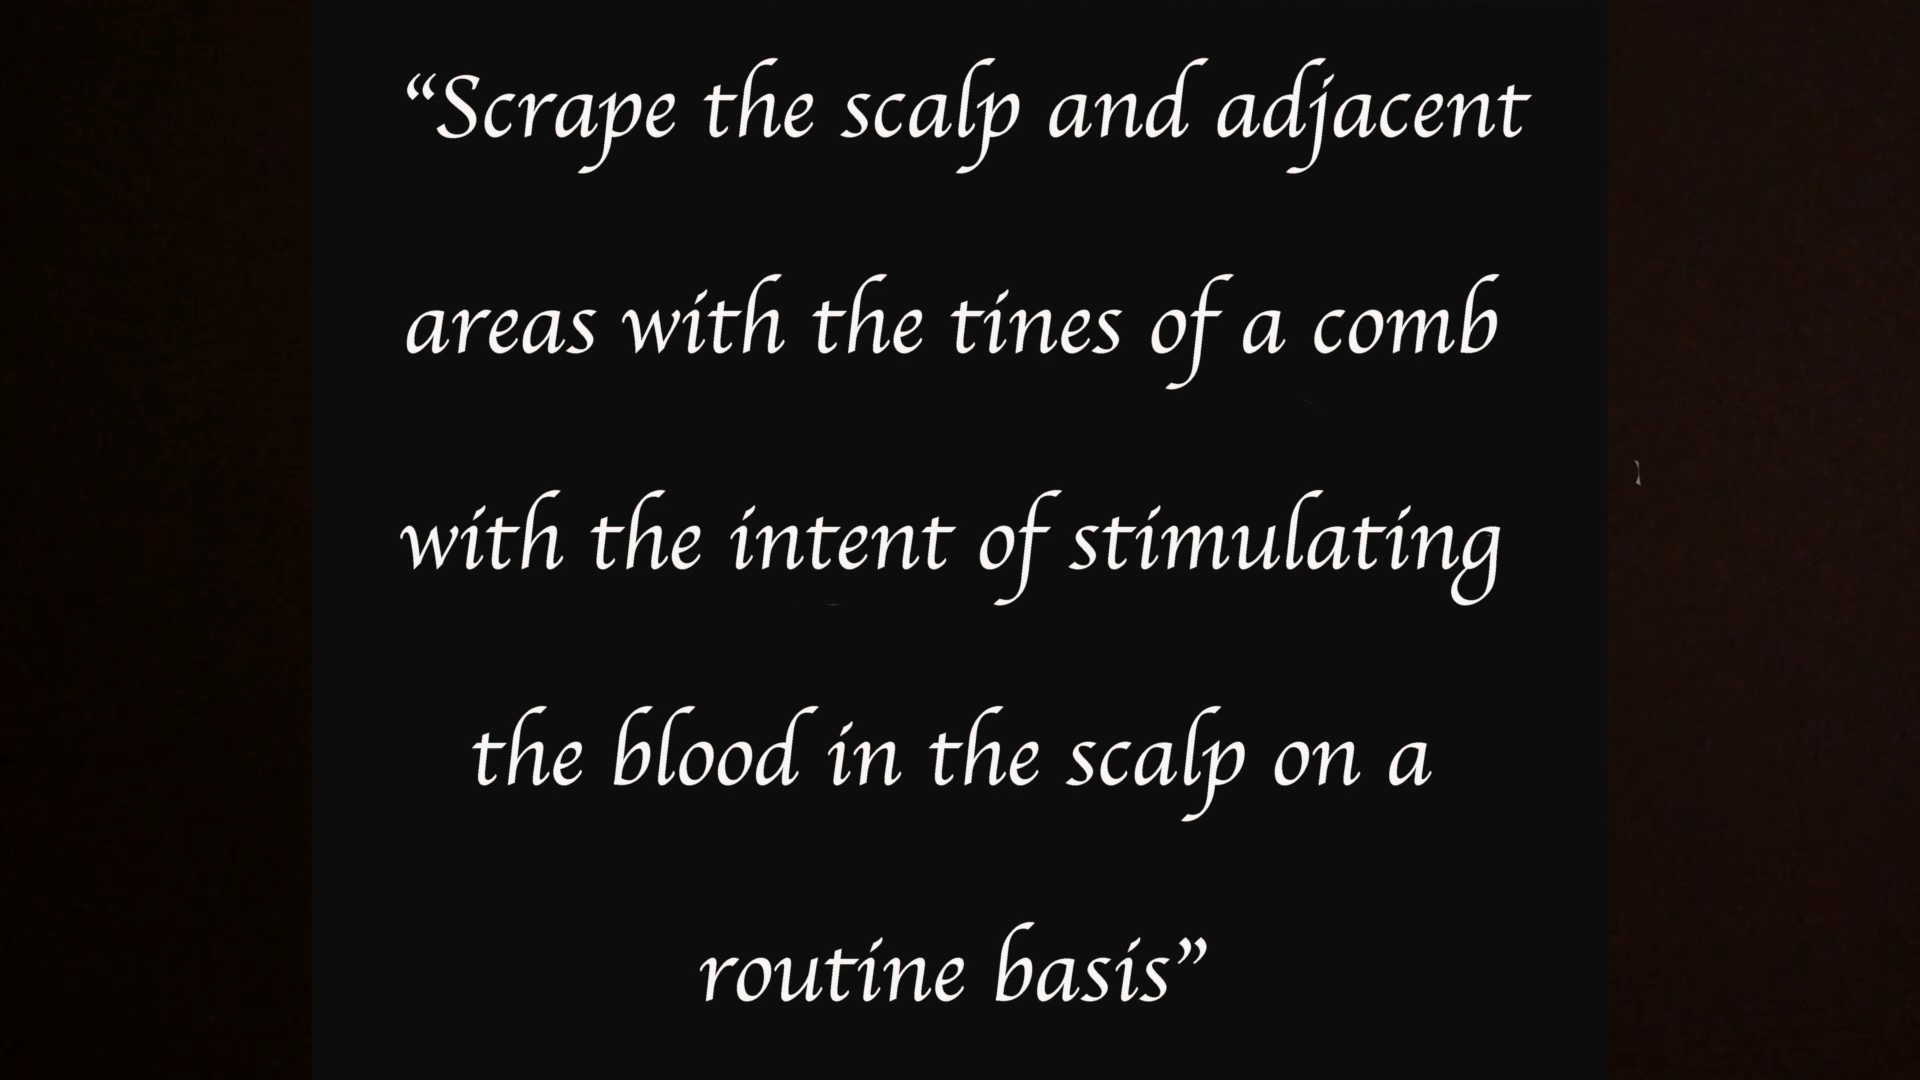 “Scrape the scalp and adjacent
areas with the tines of a comb
with the intent of stimulating
the blood in the scalp on a
routine basis”